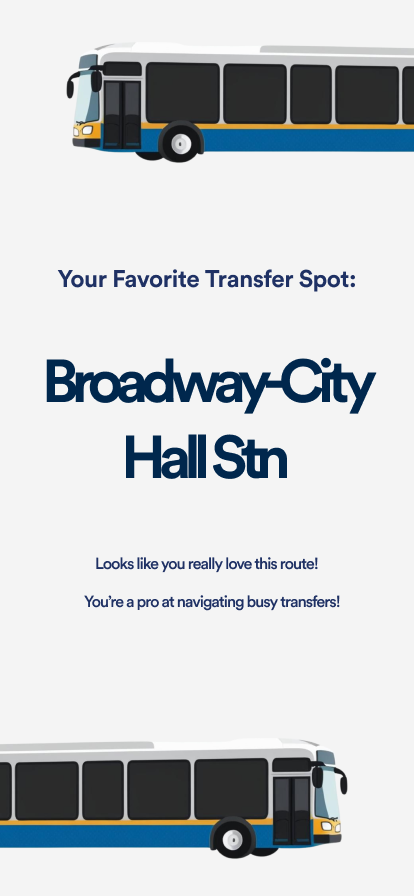 Your Favorite Transfer Spot:
Broadway-City
Hall Stn
Looks like you really love this route!
You’re a pro at navigating busy transfers!